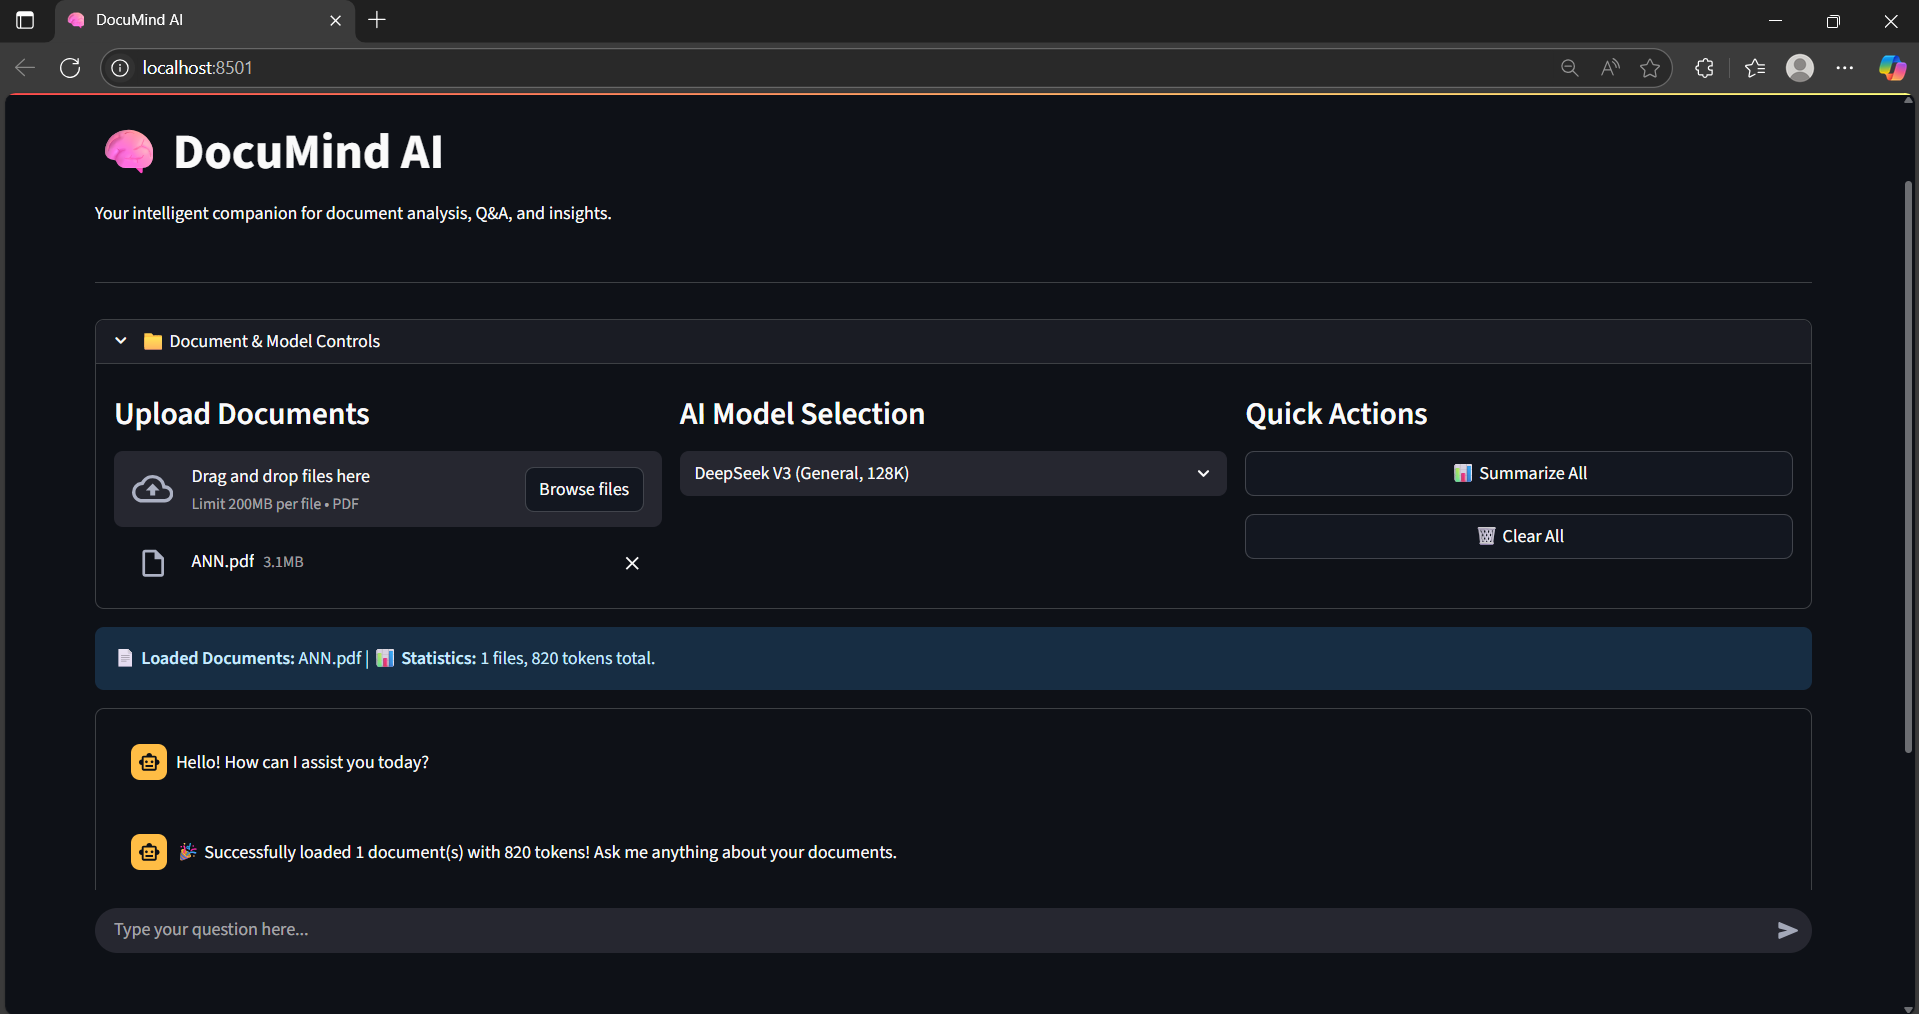 DocuMind AI
localhost:8501
DocuMind AI
Your intelligent companion for document analysis, Q&A, and insights.
Document & Model Controls
Upload Documents
Drag and drop files here
Limit 200MB per file • PDF
Browse files
ANN.pdf 3.1MB
AI Model Selection
DeepSeek V3 (General, 128K)
Quick Actions
Summarize All
Clear All
Loaded Documents: ANN.pdf | Statistics: 1 files, 820 tokens total.
Hello! How can I assist you today?
Successfully loaded 1 document(s) with 820 tokens! Ask me anything about your documents.
Type your question here...